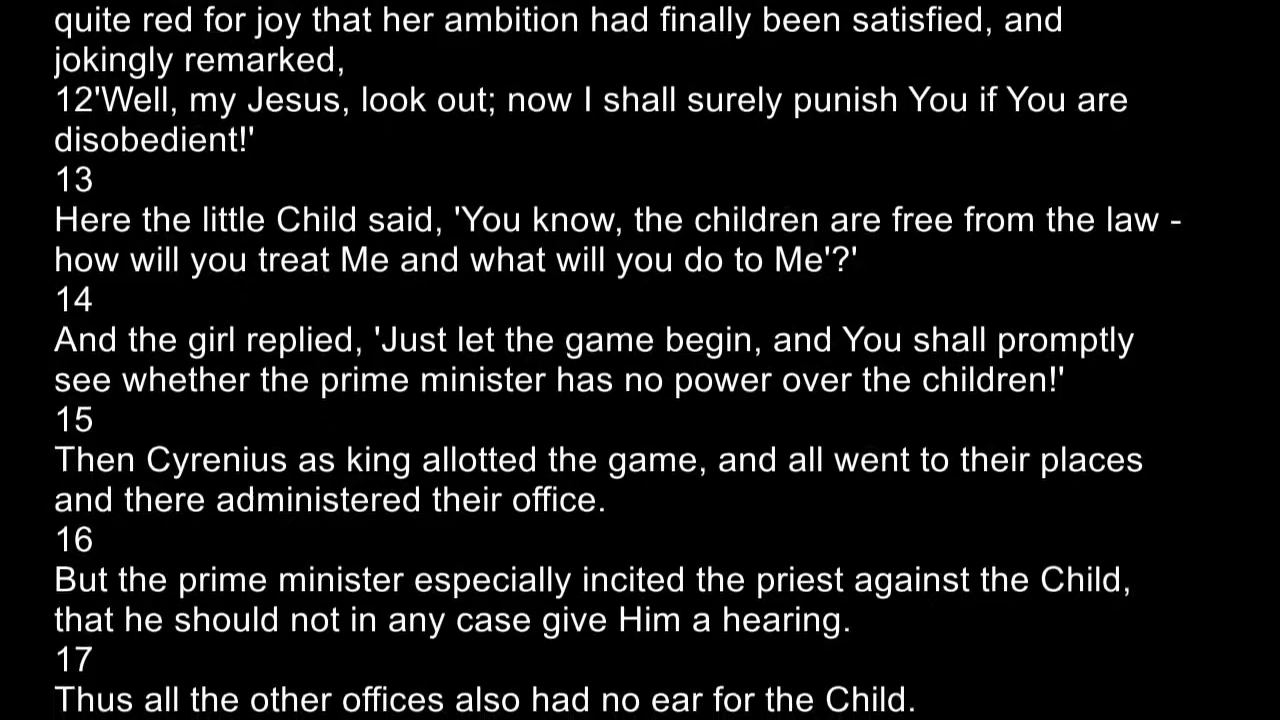 quite red for joy that her ambition had finally been satisfied, and
jokingly remarked,
12'Well, my Jesus, look out; now I shall surely punish You if You are
disobedient!'
13
Here the little Child said, 'You know, the children are free from the law -
how will you treat Me and what will you do to Me'?'
14
And the girl replied, 'Just let the game begin, and You shall promptly
see whether the prime minister has no power over the children!'
15
Then Cyrenius as king allotted the game, and all went to their places
and there administered their office.
16
But the prime minister especially incited the priest against the Child,
that he should not in any case give Him a hearing.
17
Thus all the other offices also had no ear for the Child.